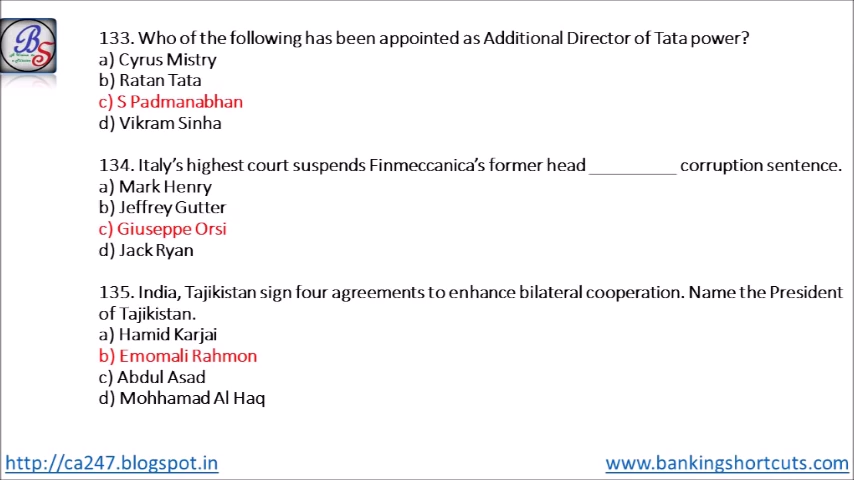 BS
133. Who of the following has been appointed as Additional Director of Tata power?
a) Cyrus Mistry
b) Ratan Tata
c) S Padmanabhan
d) Vikram Sinha
134. Italy's highest court suspends Finmeccanica's former head __________ corruption sentence.
a) Mark Henry
b) Jeffrey Gutter
c) Giuseppe Orsi
d) Jack Ryan
135. India, Tajikistan sign four agreements to enhance bilateral cooperation. Name the President
of Tajikistan.
a) Hamid Karjai
b) Emomali Rahmon
c) Abdul Asad
d) Mohhamad Al Haq
http://ca247.blogspot.in
www.bankingshortcuts.com